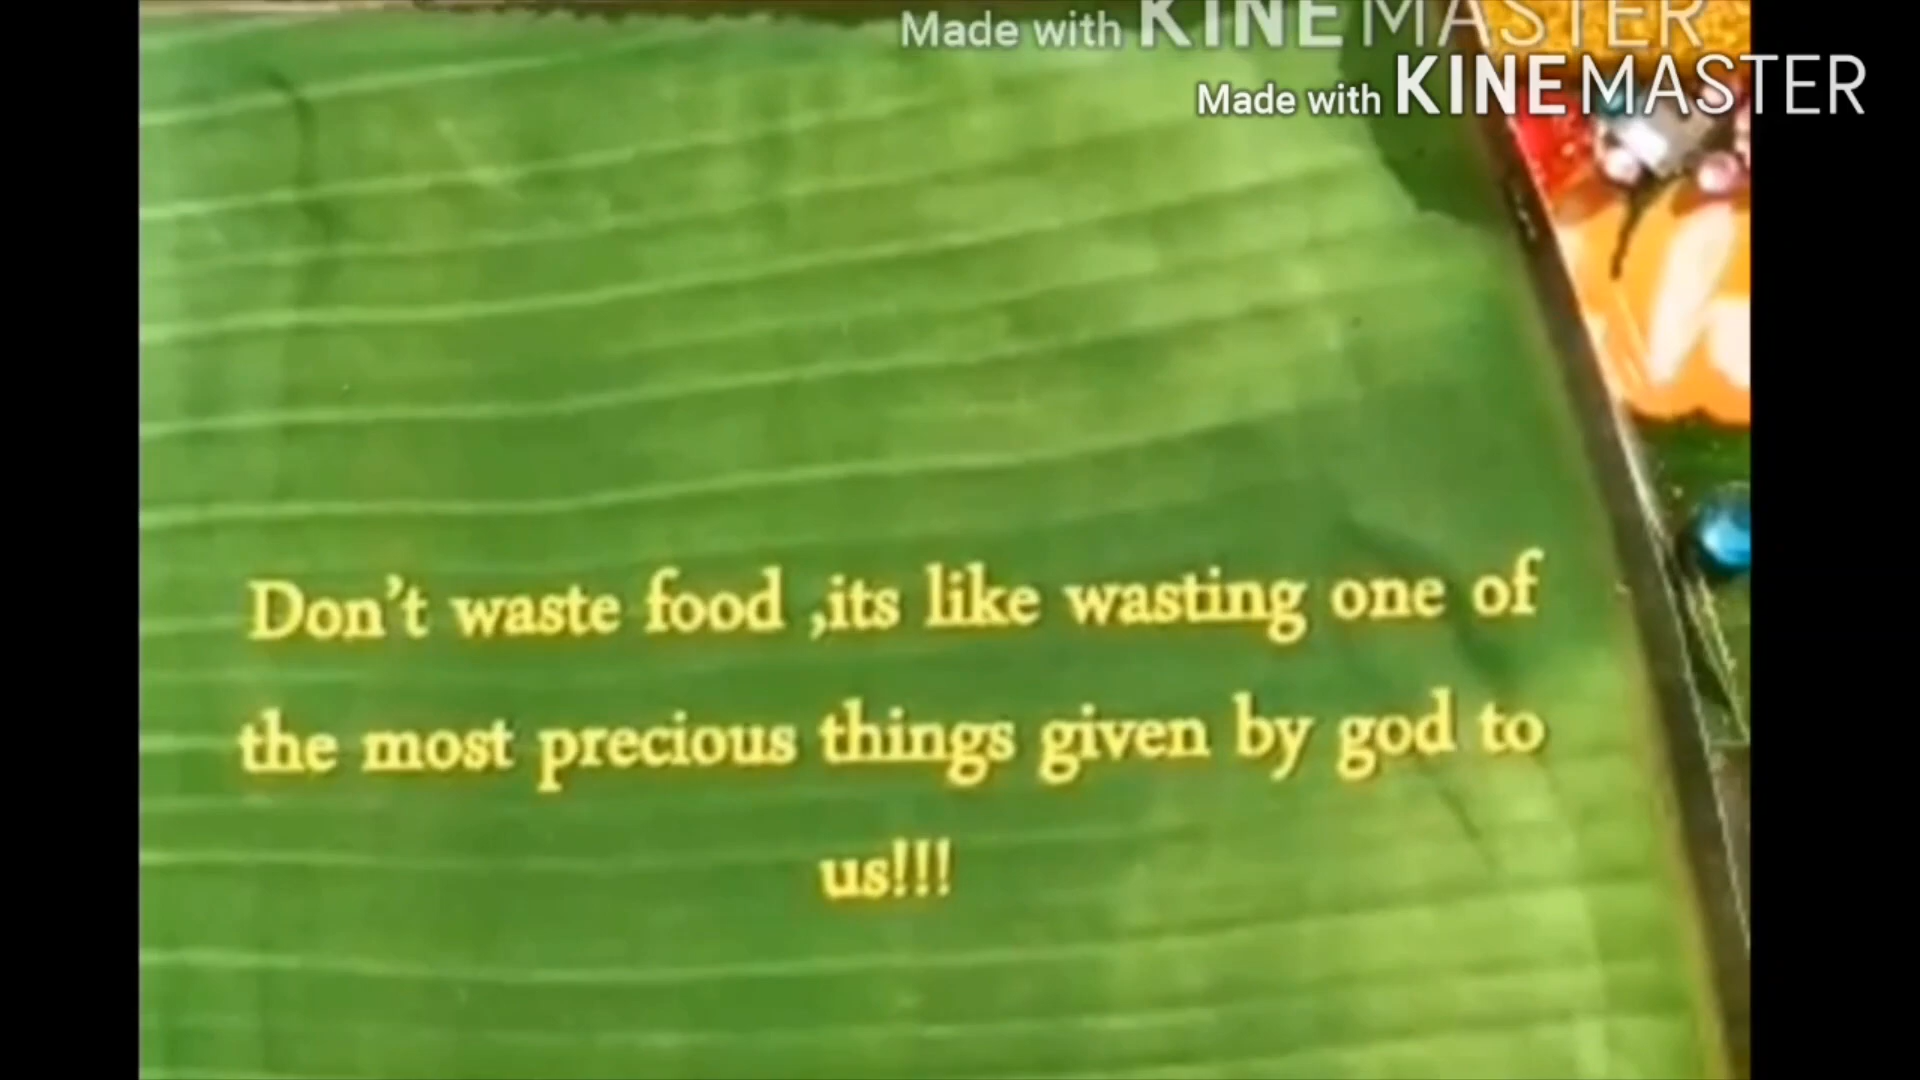 Made with KINEMASTER
Made with KINEMASTER
Don't waste food ,its like wasting one of
the most precious things given by god to
us!!!